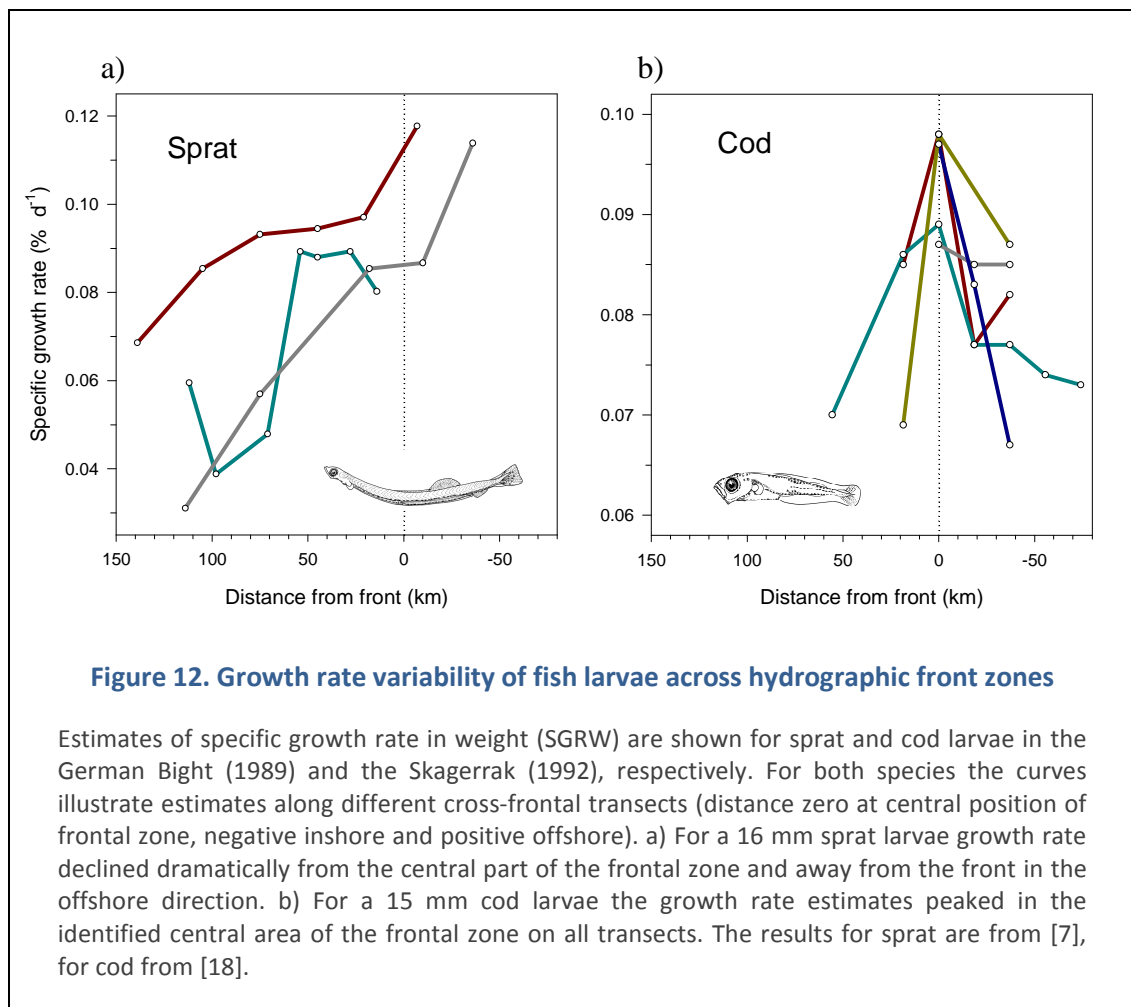 a)
b)
0.12
0.10
0.08
0.06
0.04
Specific growth rate (% d⁻¹)
Sprat
150
100
50
0
-50
Distance from front (km)
0.10
0.09
0.08
0.07
0.06
Cod
150
100
50
0
-50
Distance from front (km)
Figure 12. Growth rate variability of fish larvae across hydrographic front zones
Estimates of specific growth rate in weight (SGRW) are shown for sprat and cod larvae in the
German Bight (1989) and the Skagerrak (1992), respectively. For both species the curves
illustrate estimates along different cross-frontal transects (distance zero at central position of
frontal zone, negative inshore and positive offshore). a) For a 16 mm sprat larvae growth rate
declined dramatically from the central part of the frontal zone and away from the front in the
offshore direction. b) For a 15 mm cod larvae the growth rate estimates peaked in the
identified central area of the frontal zone on all transects. The results for sprat are from [7],
for cod from [18].